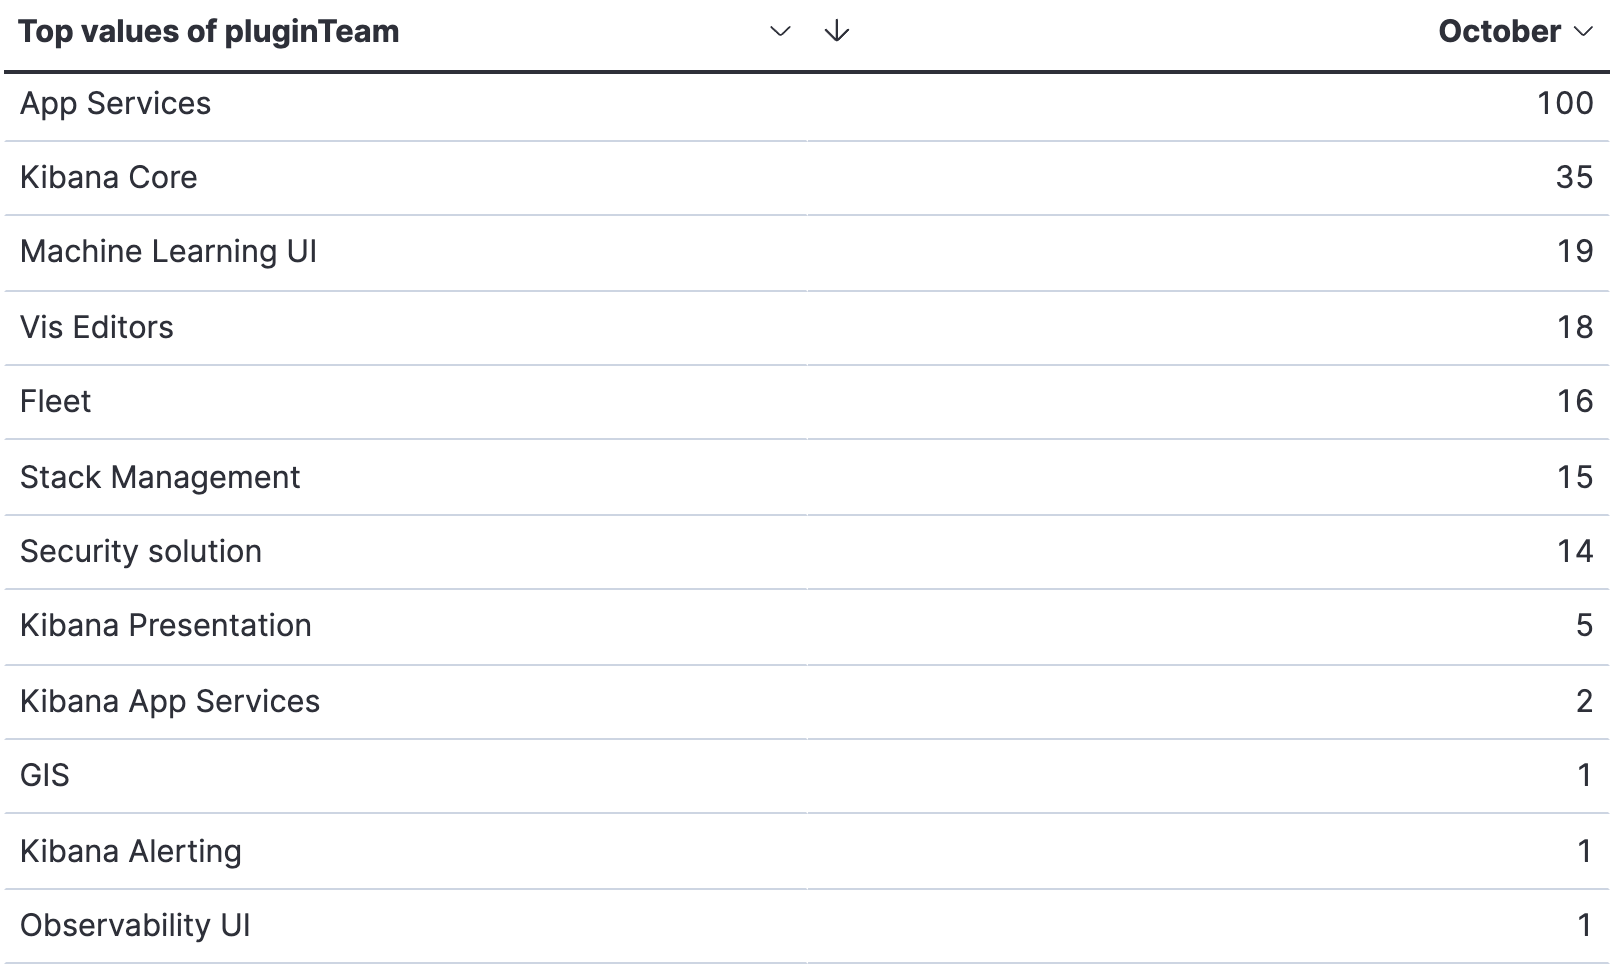 Top values of pluginTeam October
App Services 100
Kibana Core 35
Machine Learning UI 19
Vis Editors 18
Fleet 16
Stack Management 15
Security solution 14
Kibana Presentation 5
Kibana App Services 2
GIS 1
Kibana Alerting 1
Observability UI 1